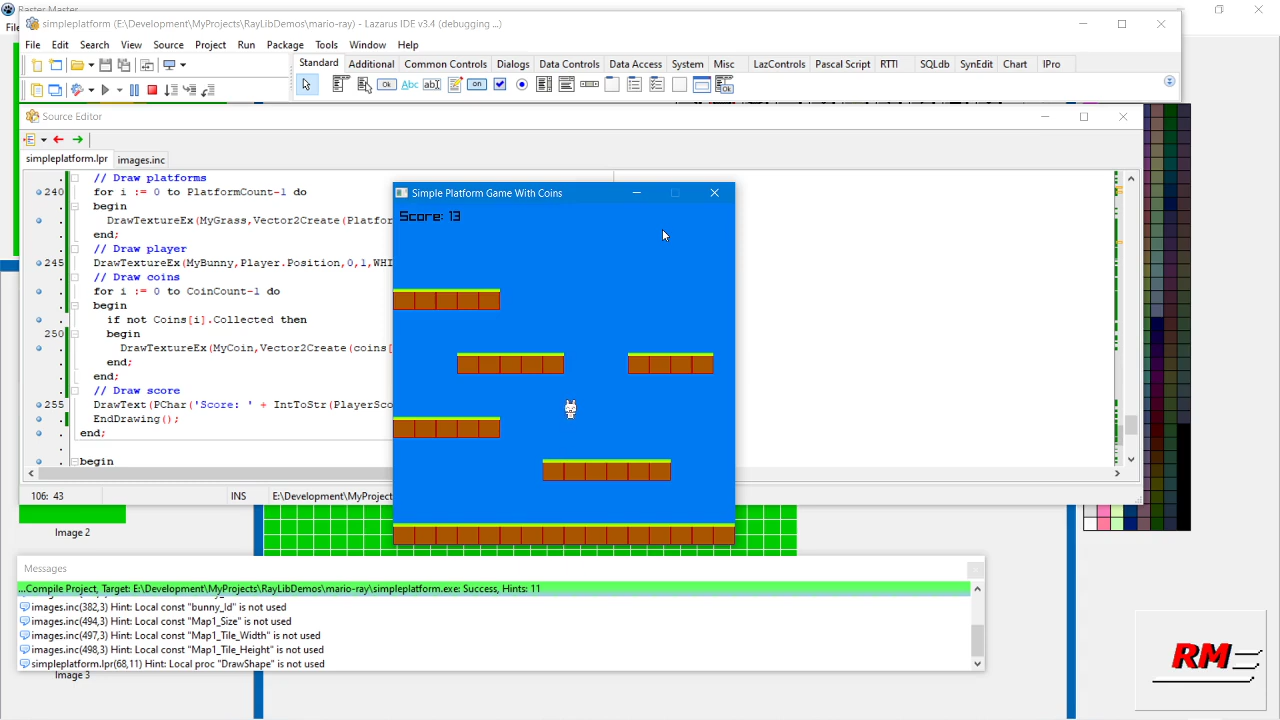 Raster Master
simpleplatform (E:\Development\MyProjects\RayLibDemos\mario-ray) - Lazarus IDE v3.4 (debugging ...)
File Edit Search View Source Project Run Package Tools Window Help
Standard Additional Common Controls Dialogs Data Controls Data Access System Misc LazControls Pascal Script RTTI SQLdb SynEdit Chart IPro
Ok Abc ab on Ok
Source Editor
simpleplatform.lpr images.inc
// Draw platforms
240 for i := 0 to PlatformCount-1 do
begin
DrawTextureEx(MyGrass,Vector2Create(Platfor
end;
// Draw player
245 DrawTextureEx(MyBunny,Player.Position,0,1,WHI
// Draw coins
for i := 0 to CoinCount-1 do
begin
if not Coins[i].Collected then
250 begin
DrawTextureEx(MyCoin,Vector2Create(coins[
end;
end;
// Draw score
255 DrawText(PChar('Score: ' + IntToStr(PlayerSco
EndDrawing();
end;
begin
106: 43 INS E:\Development\MyProject
Simple Platform Game With Coins
Score: 13
Image 2
Messages
...Compile Project, Target: E:\Development\MyProjects\RayLibDemos\mario-ray\simpleplatform.exe: Success, Hints: 11
images.inc(382,3) Hint: Local const "bunny_Id" is not used
images.inc(494,3) Hint: Local const "Map1_Size" is not used
images.inc(497,3) Hint: Local const "Map1_Tile_Width" is not used
images.inc(498,3) Hint: Local const "Map1_Tile_Height" is not used
simpleplatform.lpr(68,11) Hint: Local proc "DrawShape" is not used
Image 3
RM